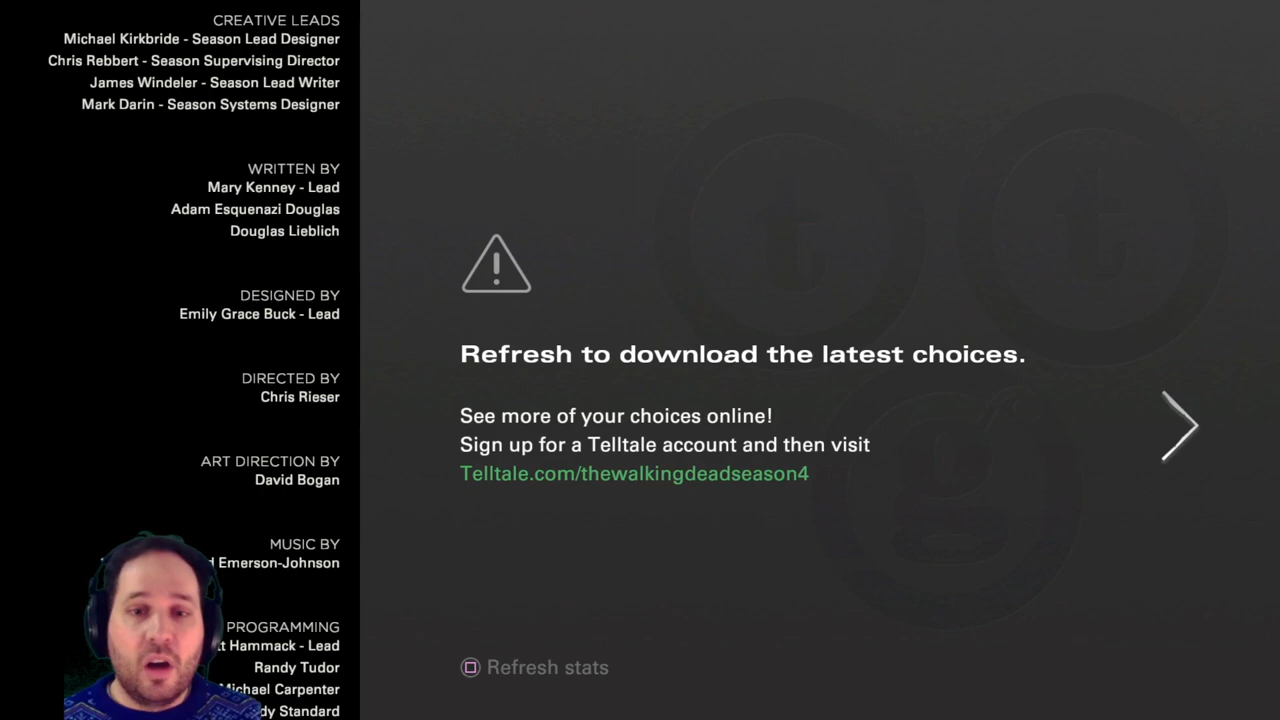 CREATIVE LEADS
Michael Kirkbride - Season Lead Designer
Chris Rebbert - Season Supervising Director
James Windeler - Season Lead Writer
Mark Darin - Season Systems Designer
WRITTEN BY
Mary Kenney - Lead
Adam Esquenazi Douglas
Douglas Lieblich
DESIGNED BY
Emily Grace Buck - Lead
DIRECTED BY
Chris Rieser
ART DIRECTION BY
David Bogan
MUSIC BY
Emerson-Johnson
PROGRAMMING
Hammack - Lead
Randy Tudor
Michael Carpenter
Standard
Refresh to download the latest choices.
See more of your choices online!
Sign up for a Telltale account and then visit
Telltale.com/thewalkingdeadseason4
Refresh stats
t
t
g